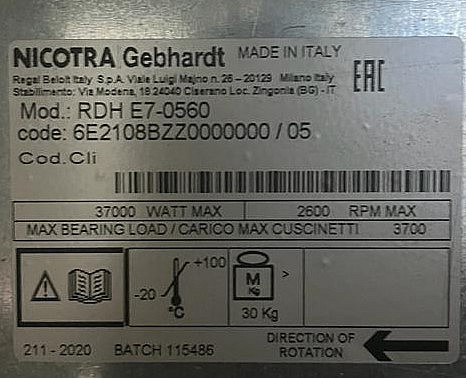 NICOTRA Gebhardt MADE IN ITALY
Regal Beloit Italy S.p.A. Viale Luigi Majno n. 26 – 20129 Milano Italy
Stabilimento: Via Modena, 18 24040 Ciserano Loc. Zingonia (BG) - IT
EAC
Mod.: RDH E7-0560
code: 6E2108BZZ0000000 / 05
Cod.Cli
37000 WATT MAX 2600 RPM MAX
MAX BEARING LOAD / CARICO MAX CUSCINETTI 3700
-20 +100 °C
M Kg >
30 Kg
211 - 2020 BATCH 115486
DIRECTION OF ROTATION